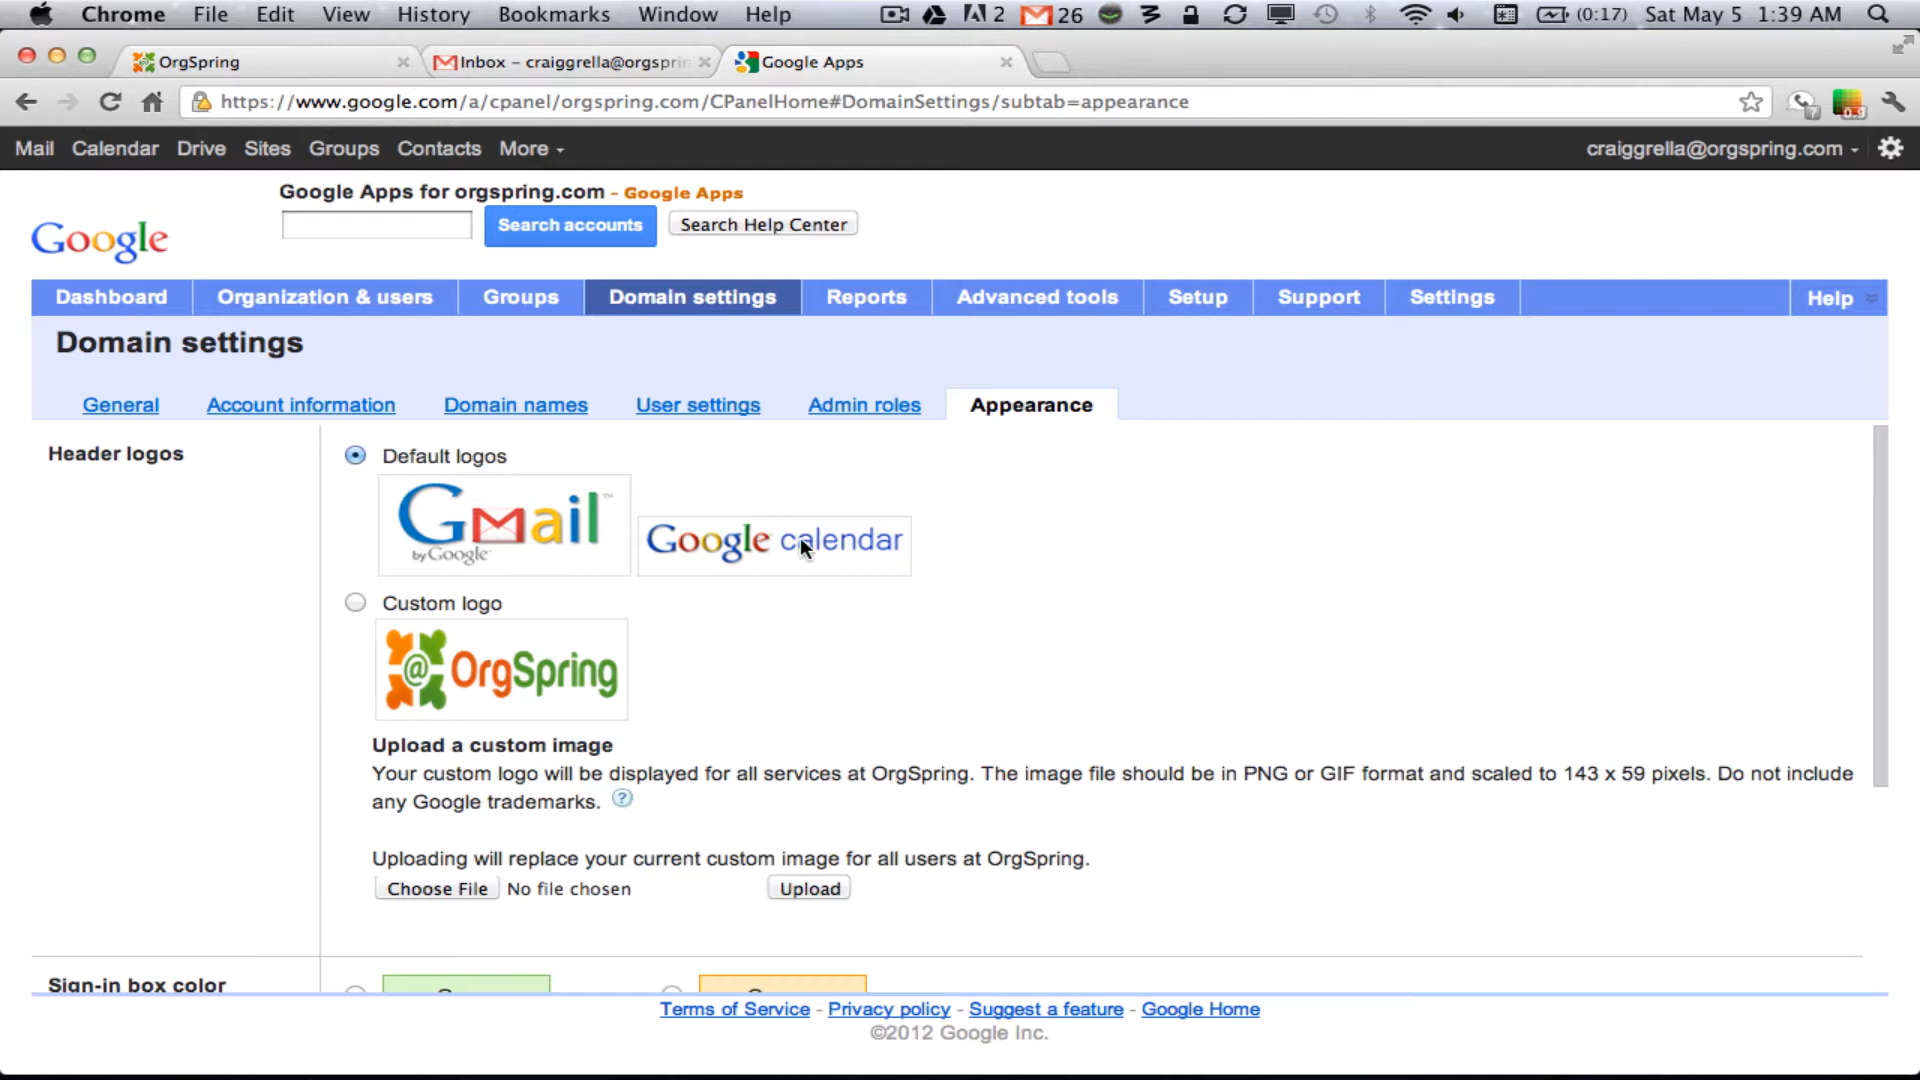 Chrome File Edit View History Bookmarks Window Help 2 26 (0:17) Sat May 5 1:39 AM
OrgSpring Inbox – craiggrella@orgsprin Google Apps
https://www.google.com/a/cpanel/orgspring.com/CPanelHome#DomainSettings/subtab=appearance 0.9
Mail Calendar Drive Sites Groups Contacts More craiggrella@orgspring.com
Google Apps for orgspring.com - Google Apps
Google Search accounts Search Help Center
Dashboard Organization & users Groups Domain settings Reports Advanced tools Setup Support Settings Help
Domain settings
General Account information Domain names User settings Admin roles Appearance
Header logos Default logos
Gmail™
by Google
Google calendar
Custom logo
@ OrgSpring
Upload a custom image
Your custom logo will be displayed for all services at OrgSpring. The image file should be in PNG or GIF format and scaled to 143 x 59 pixels. Do not include
any Google trademarks. ?
Uploading will replace your current custom image for all users at OrgSpring.
Choose File No file chosen Upload
Sign-in box color
Terms of Service - Privacy policy - Suggest a feature - Google Home
©2012 Google Inc.